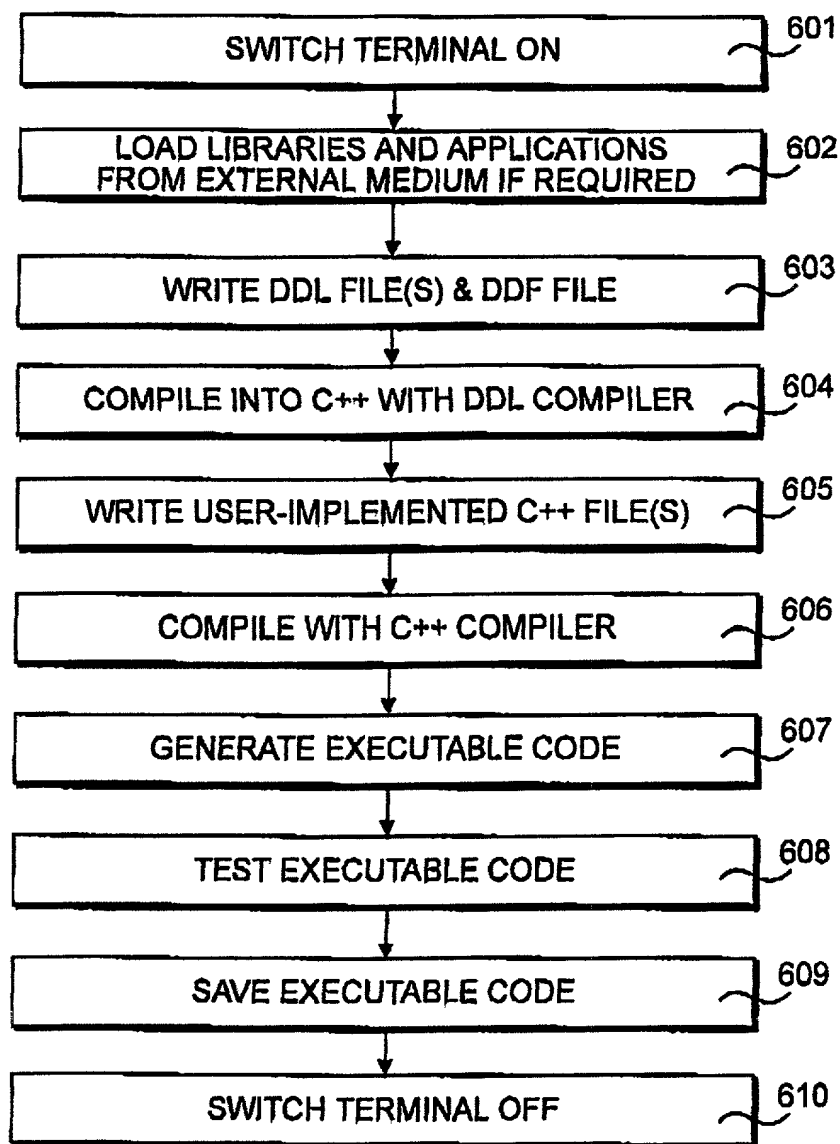 SWITCH TERMINAL ON
601
LOAD LIBRARIES AND APPLICATIONS
FROM EXTERNAL MEDIUM IF REQUIRED
602
WRITE DDL FILE(S) & DDF FILE
603
COMPILE INTO C++ WITH DDL COMPILER
604
WRITE USER-IMPLEMENTED C++ FILE(S)
605
COMPILE WITH C++ COMPILER
606
GENERATE EXECUTABLE CODE
607
TEST EXECUTABLE CODE
608
SAVE EXECUTABLE CODE
609
SWITCH TERMINAL OFF
610